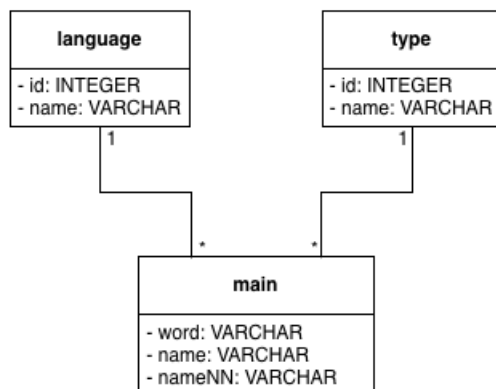 language
- id: INTEGER
- name: VARCHAR
1
type
- id: INTEGER
- name: VARCHAR
1
*
*
main
- word: VARCHAR
- name: VARCHAR
- nameNN: VARCHAR